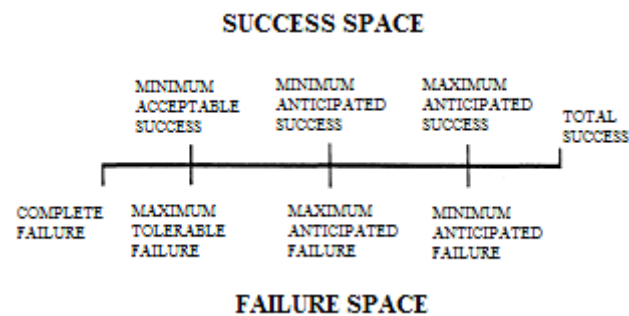 SUCCESS SPACE
MINIMUM
ACCEPTABLE
SUCCESS
MINIMUM
ANTICIPATED
SUCCESS
MAXIMUM
ANTICIPATED
SUCCESS
TOTAL
SUCCESS
COMPLETE
FAILURE
MAXIMUM
TOLERABLE
FAILURE
MAXIMUM
ANTICIPATED
FAILURE
MINIMUM
ANTICIPATED
FAILURE
FAILURE SPACE